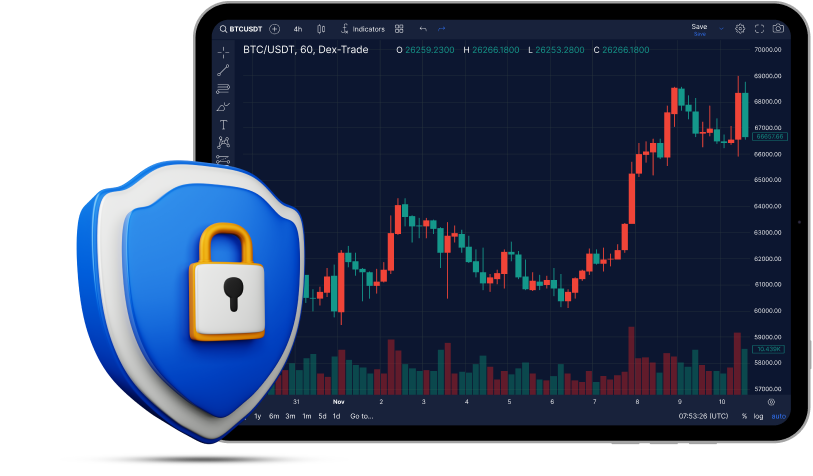 BTCUSDT 4h Indicators Save
Save
BTC/USDT, 60, Dex-Trade O 26259.2300 H 26266.1800 L 26253.2800 C 26266.1800
70000.00
69000.00
68000.00
67000.00
66000.00
65000.00
64000.00
63000.00
62000.00
61000.00
60000.00
59000.00
10.439K
58000.00
57000.00
31 Nov 2 3 4 5 6 7 8 9 10
1y 6m 3m 1m 5d 1d Go to... 07:53:26 (UTC) % log auto